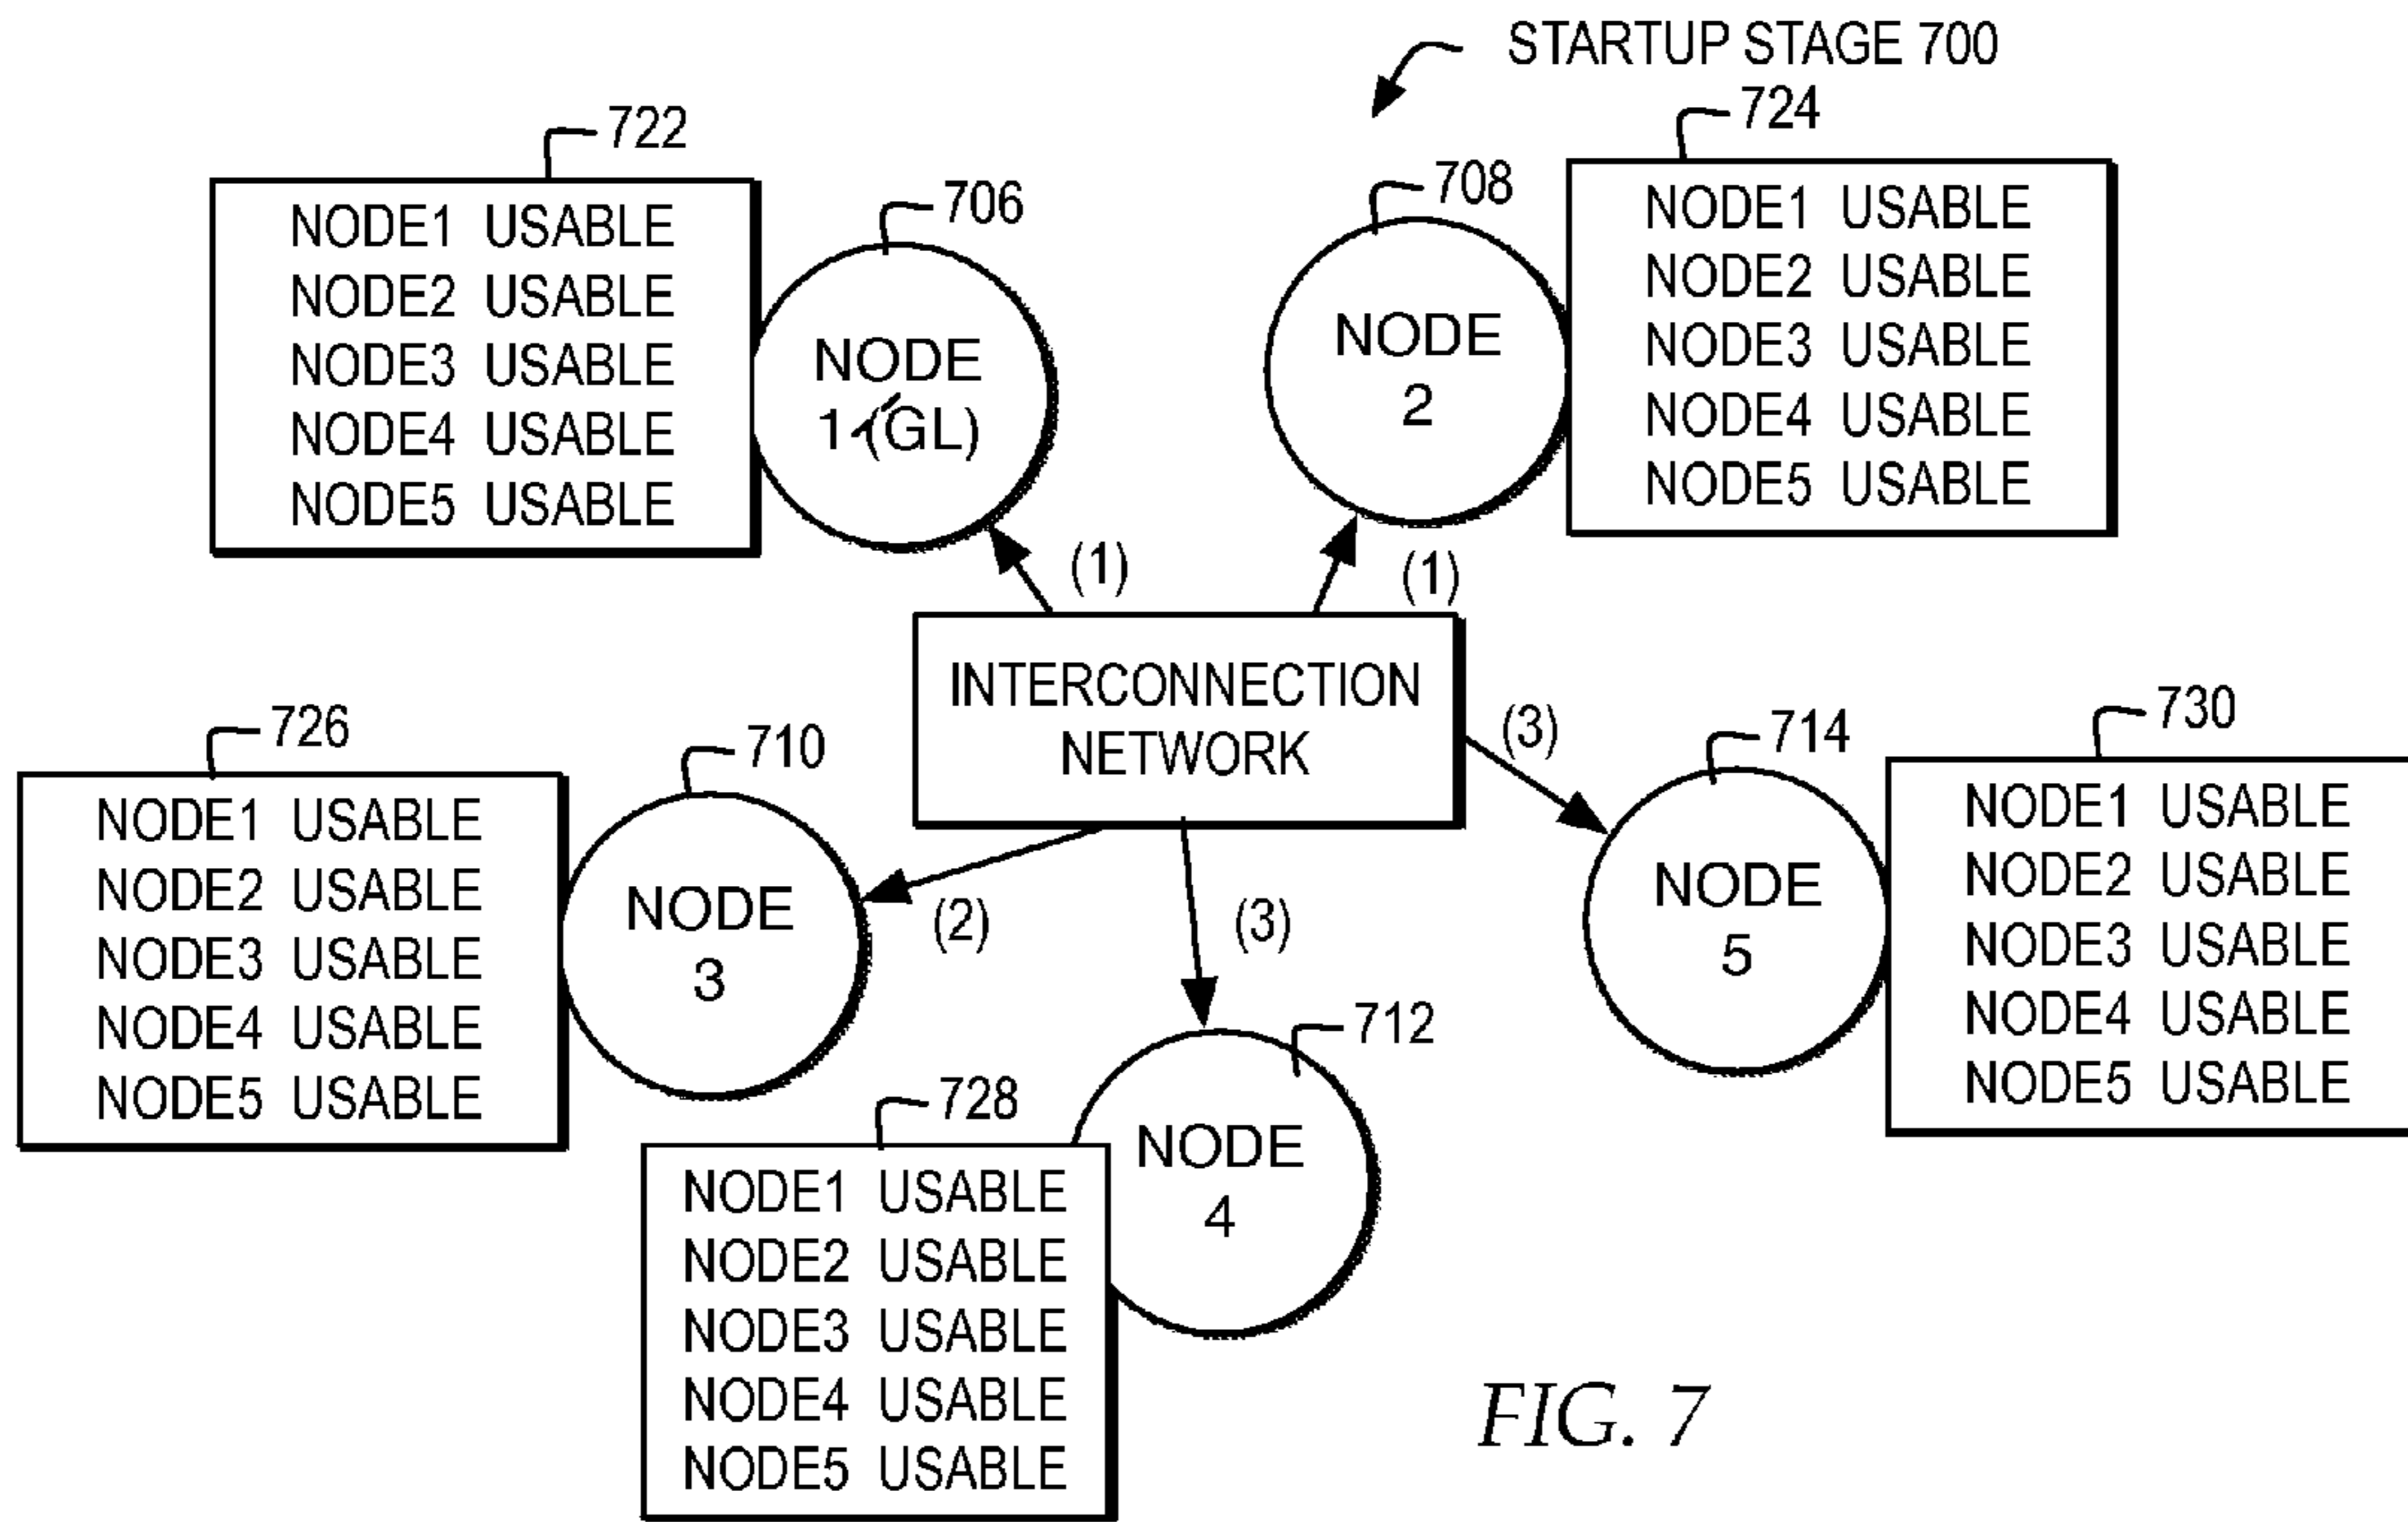 STARTUP STAGE 700
722
NODE1 USABLE
NODE2 USABLE
NODE3 USABLE
NODE4 USABLE
NODE5 USABLE
706
NODE
1 (GL)
708
NODE
2
724
NODE1 USABLE
NODE2 USABLE
NODE3 USABLE
NODE4 USABLE
NODE5 USABLE
(1)
(1)
INTERCONNECTION
NETWORK
(3)
(2)
(3)
726
NODE1 USABLE
NODE2 USABLE
NODE3 USABLE
NODE4 USABLE
NODE5 USABLE
710
NODE
3
714
NODE
5
730
NODE1 USABLE
NODE2 USABLE
NODE3 USABLE
NODE4 USABLE
NODE5 USABLE
712
NODE
4
728
NODE1 USABLE
NODE2 USABLE
NODE3 USABLE
NODE4 USABLE
NODE5 USABLE
FIG. 7